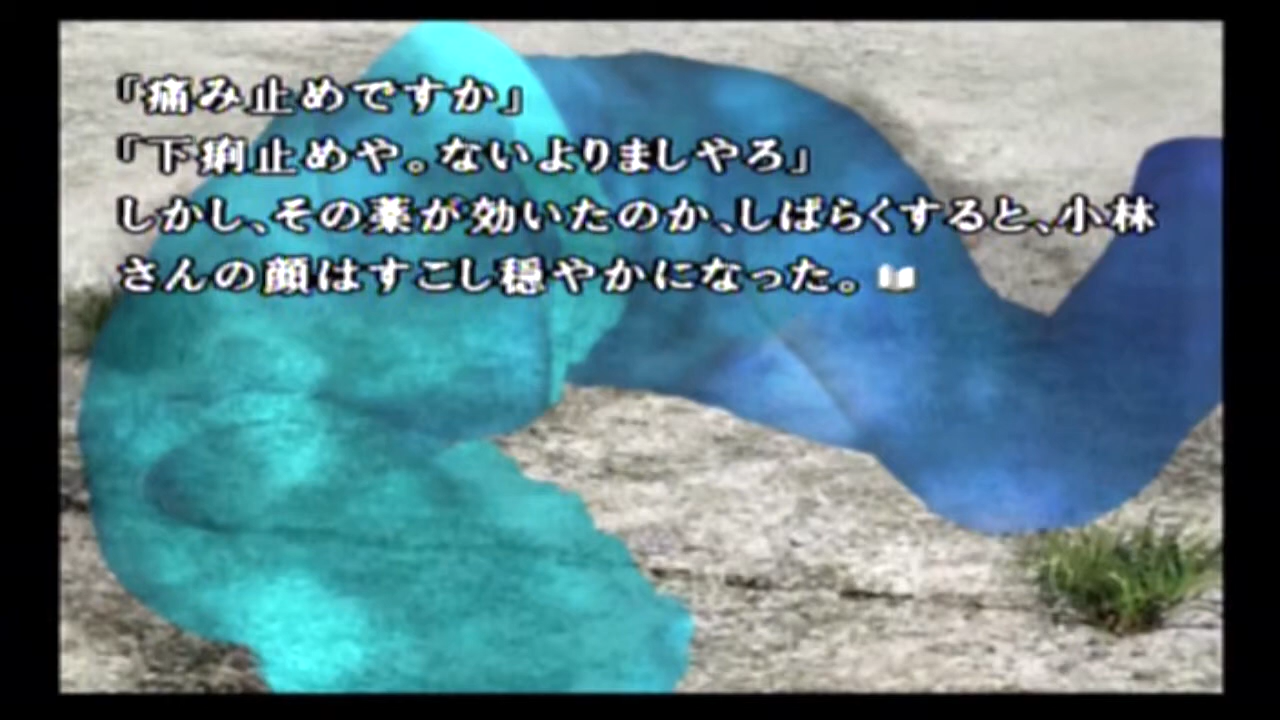 「痛み止めですか」
「下痢止めや。ないよりましやろ」
しかし、その薬が効いたのか、しばらくすると、小林
さんの顔はすこし穏やかになった。